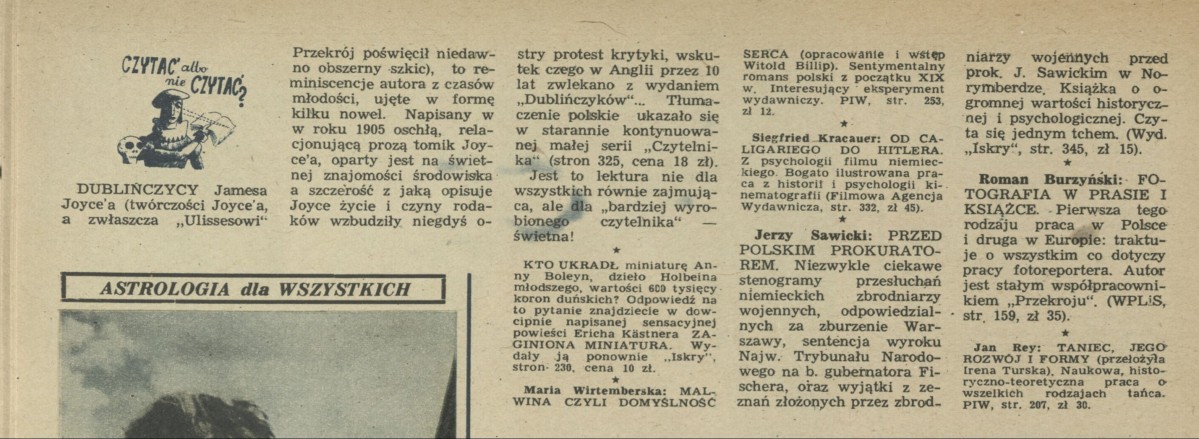 CZYTAĆ albo
nie CZYTAĆ?
DUBLIŃCZYCY Jamesa
Joyce'a (twórczości Joyce'a,
a zwłaszcza „Ulissesowi"
Przekrój poświęcił niedaw-
no obszerny szkic), to re-
miniscencje autora z czasów
młodości, ujęte w formę
kilku nowel. Napisany w
w roku 1905 oschłą, rela-
cjonującą prozą tomik Joy-
ce'a, oparty jest na świet-
nej znajomości środowiska
a szczerość z jaką opisuje
Joyce życie i czyny roda-
ków wzbudziły niegdyś o-
stry protest krytyki, wsku-
tek czego w Anglii przez 10
lat zwlekano z wydaniem
„Dublińczyków"... Tłuma-
czenie polskie ukazało się
w starannie kontynuowa-
nej małej serii „Czytelni-
ka" (stron 325, cena 18 zł).
Jest to lektura nie dla
wszystkich równie zajmują-
ca, ale dla „bardziej wyro-
bionego czytelnika" —
świetna!
★
KTO UKRADŁ miniaturę An-
ny Boleyn, dzieło Holbeina
młodszego, wartości 600 tysięcy
koron duńskich? Odpowiedź na
to pytanie znajdziecie w dow-
cipnie napisanej sensacyjnej
powieści Ericha Kästnera ZA-
GINIONA MINIATURA. Wy-
dały ją ponownie „Iskry",
stron 230, cena 10 zł.
★
Maria Wirtemberska: MAL-
WINA CZYLI DOMYŚLNOŚĆ
SERCA (opracowanie i wstęp
Witold Billip). Sentymentalny
romans polski z początku XIX
w. Interesujący eksperyment
wydawniczy. PIW, str. 253,
zł 12.
★
Siegfried Kracauer: OD CA-
LIGARIEGO DO HITLERA.
Z psychologii filmu niemiec-
kiego. Bogato ilustrowana pra-
ca z historii i psychologii ki-
nematografii (Filmowa Agencja
Wydawnicza, str. 332, zł 45).
★
Jerzy Sawicki: PRZED
POLSKIM PROKURATO-
REM. Niezwykle ciekawe
stenogramy przesłuchań
niemieckich zbrodniarzy
wojennych, odpowiedzial-
nych za zburzenie War-
szawy, sentencja wyroku
Najw. Trybunału Narodo-
wego na b. gubernatora Fi-
schera, oraz wyjątki z ze-
znań złożonych przez zbrod-
niarzy wojennych przed
prok. J. Sawickim w No-
rymberdze. Książka o o-
gromnej wartości historycz-
nej i psychologicznej. Czy-
ta się jednym tchem. (Wyd.
„Iskry", str. 345, zł 15).
★
Roman Burzyński: FO-
TOGRAFIA W PRASIE I
KSIĄŻCE. Pierwsza tego
rodzaju praca w Polsce
i druga w Europie: traktu-
je o wszystkim co dotyczy
pracy fotoreportera. Autor
jest stałym współpracowni-
kiem „Przekroju". (WPLiS,
str. 159, zł 35).
★
Jan Rey: TANIEC, JEGO
ROZWÓJ I FORMY (przełożyła
Irena Turska). Naukowa, histo-
ryczno-teoretyczna praca o
wszelkich rodzajach tańca.
PIW, str. 207, zł 30.
ASTROLOGIA dla WSZYSTKICH